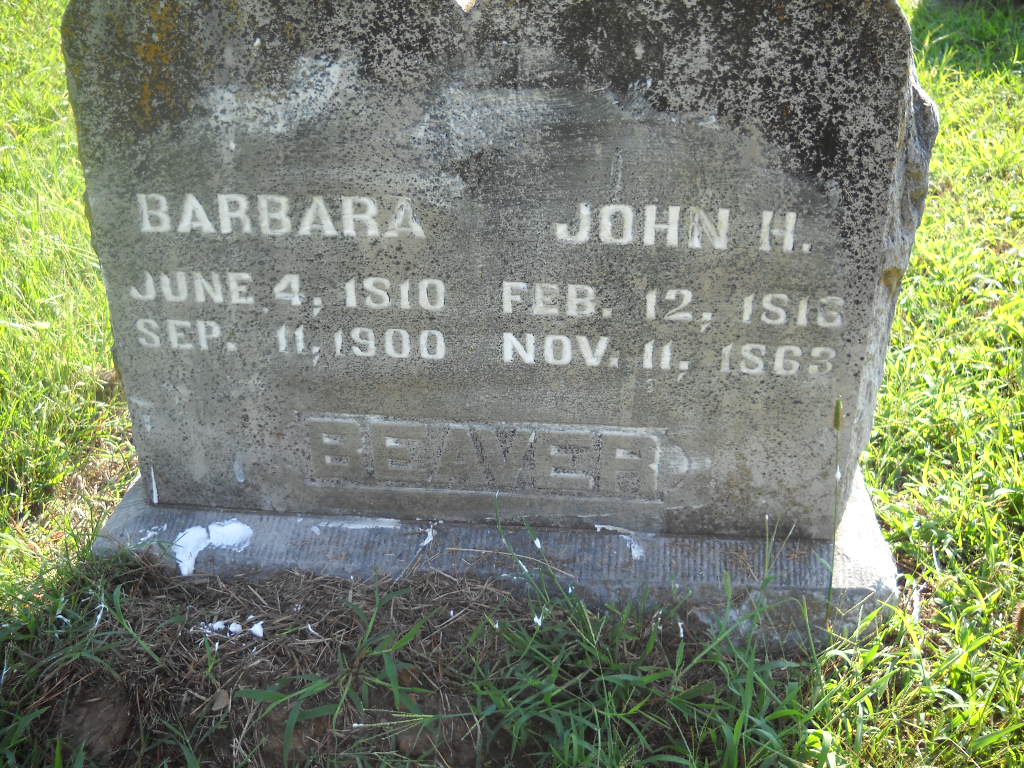 BARBARA JOHN H.
JUNE 4, 1810 FEB. 12, 1813
SEP. 11, 1900 NOV. 11, 1863
BEAVER